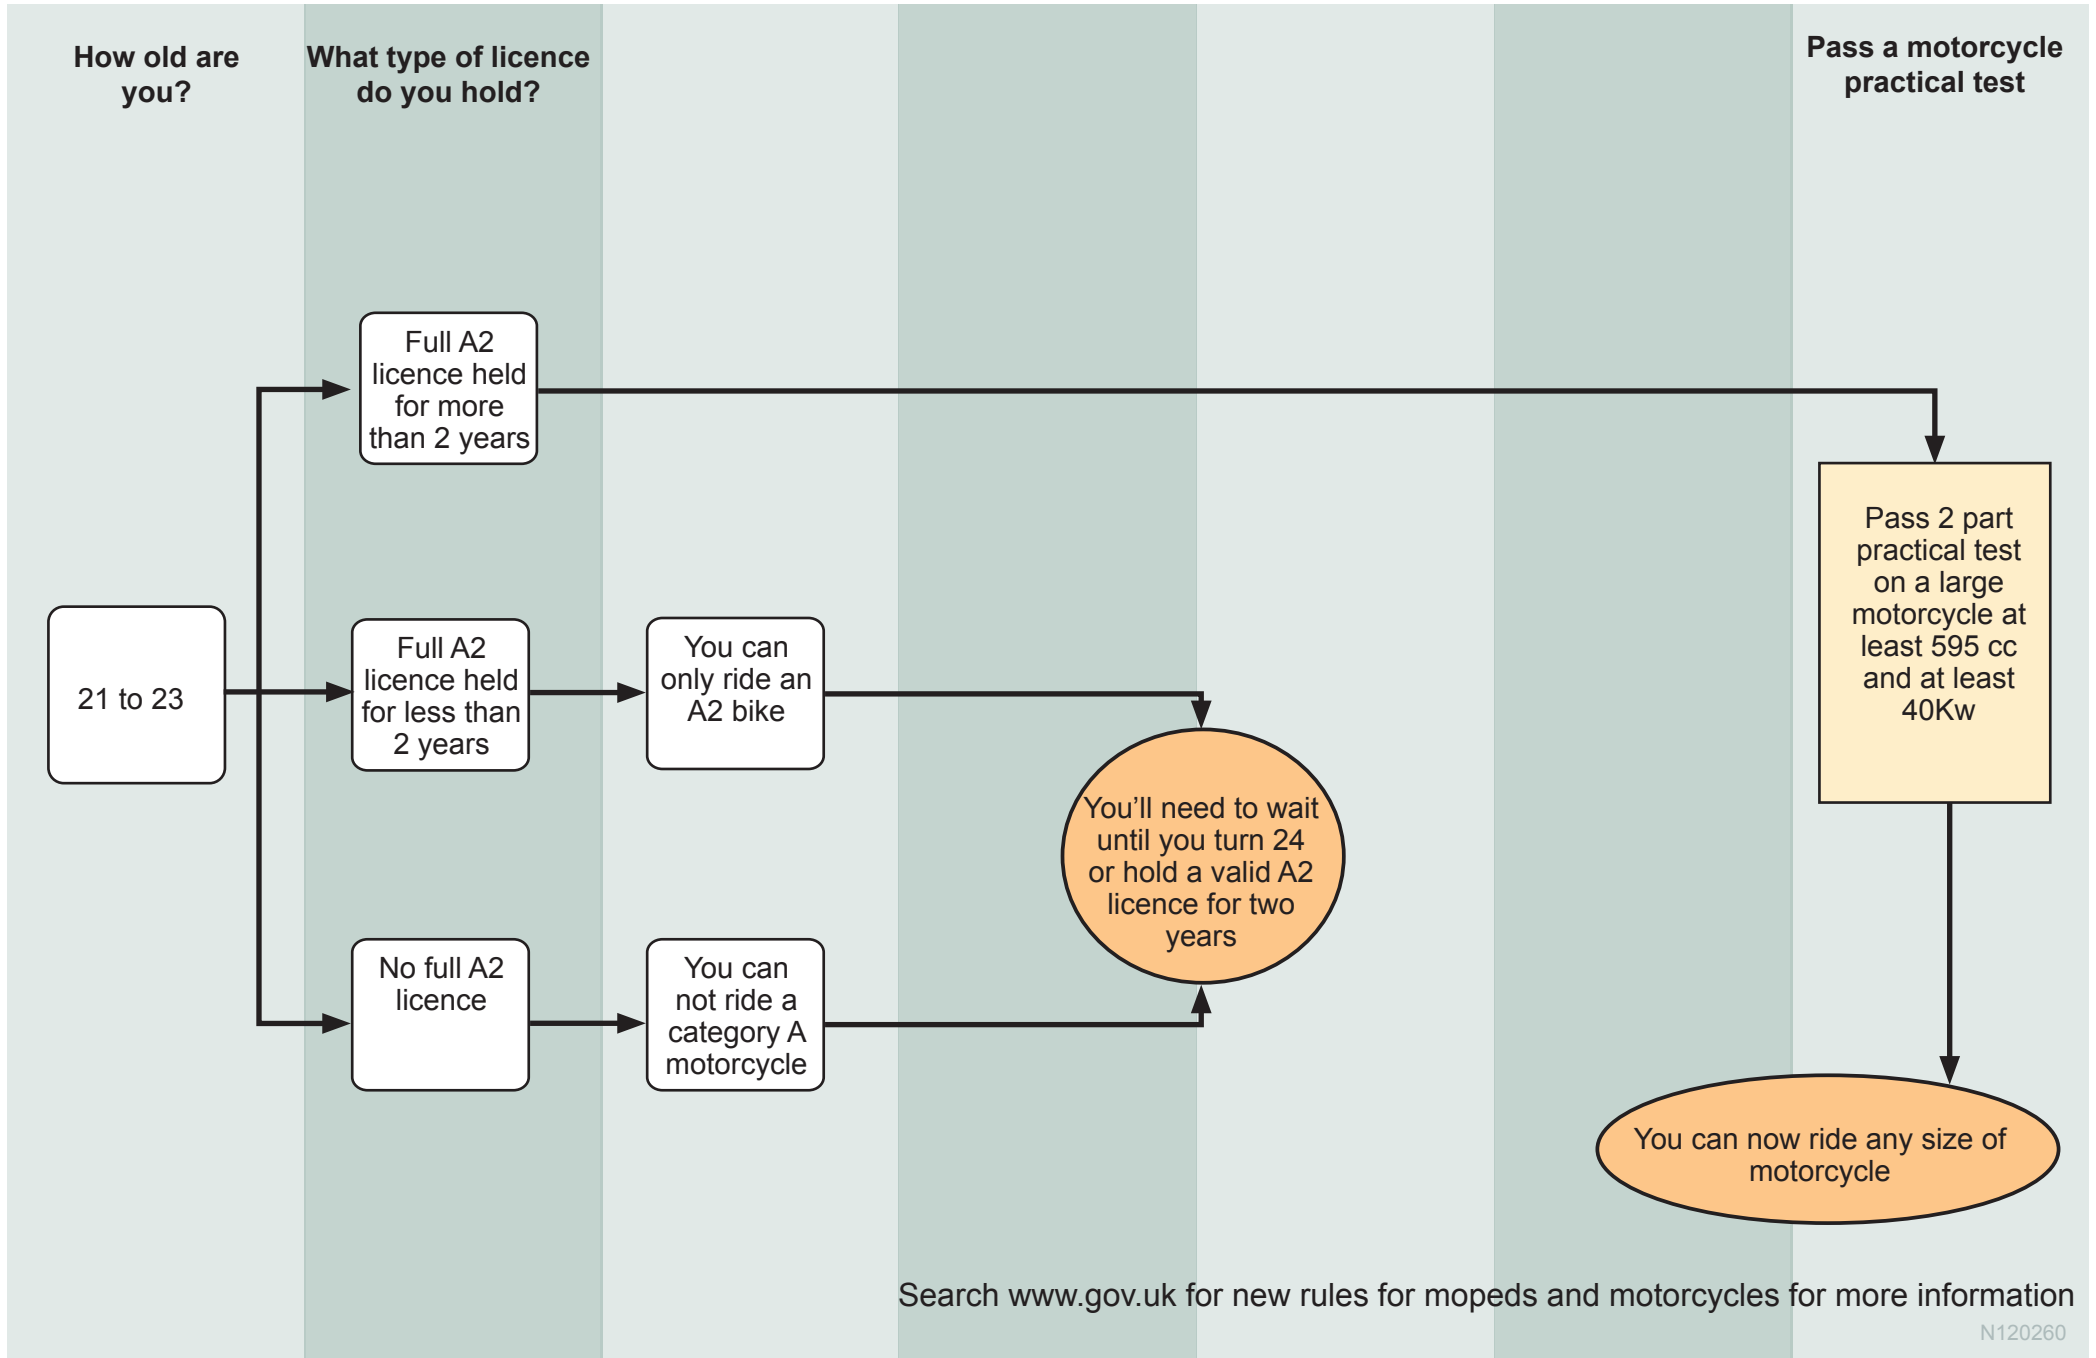 How old are
you?
What type of licence
do you hold?
Pass a motorcycle
practical test
Full A2
licence held
for more
than 2 years
21 to 23
Full A2
licence held
for less than
2 years
You can
only ride an
A2 bike
No full A2
licence
You can
not ride a
category A
motorcycle
You'll need to wait
until you turn 24
or hold a valid A2
licence for two
years
Pass 2 part
practical test
on a large
motorcycle at
least 595 cc
and at least
40Kw
You can now ride any size of
motorcycle
Search www.gov.uk for new rules for mopeds and motorcycles for more information
N120260